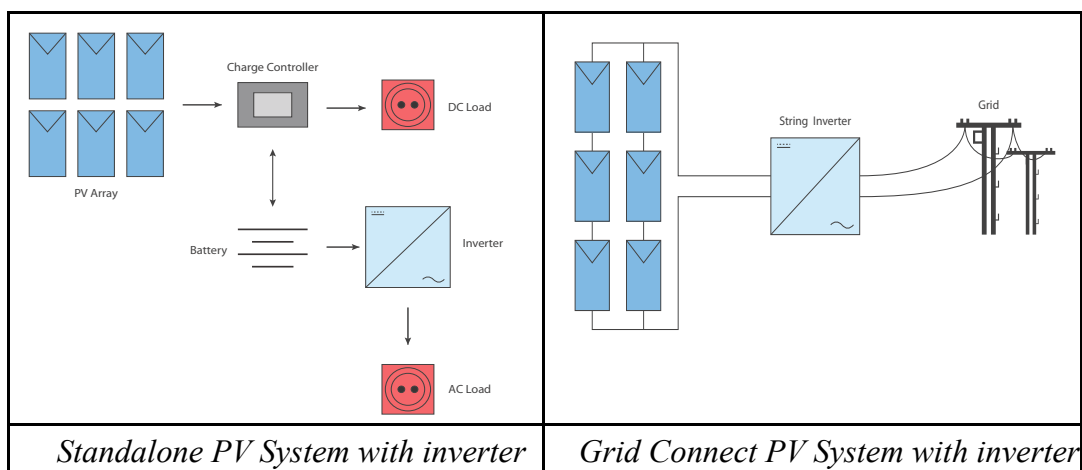 Charge Controller
DC Load
PV Array
Battery
Inverter
AC Load
Standalone PV System with inverter
Grid
String Inverter
Grid Connect PV System with inverter